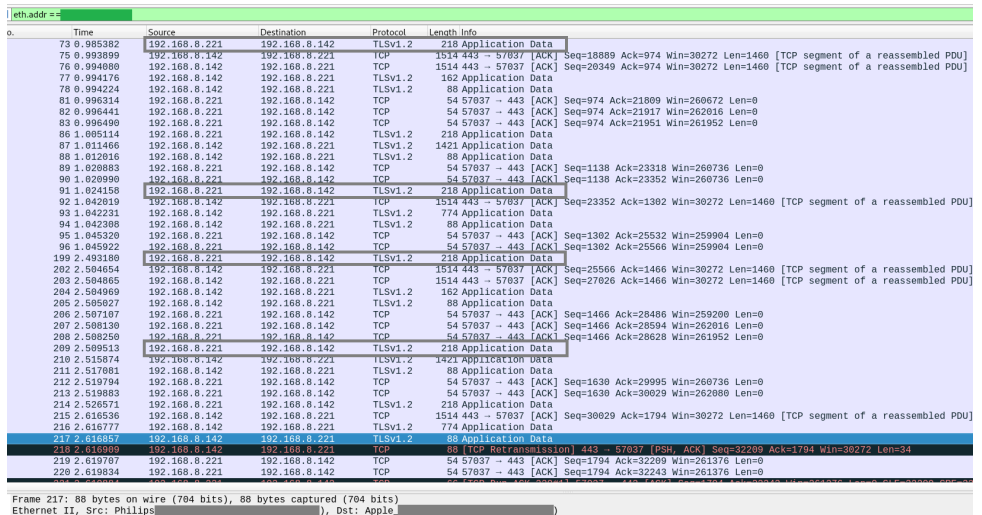 eth.addr ==
o. Time Source Destination Protocol Length Info
73 0.985382 192.168.8.221 192.168.8.142 TLSv1.2 218 Application Data
75 0.993899 192.168.8.142 192.168.8.221 TCP 1514 443 → 57037 [ACK] Seq=18889 Ack=974 Win=30272 Len=1460 [TCP segment of a reassembled PDU]
76 0.994080 192.168.8.142 192.168.8.221 TCP 1514 443 → 57037 [ACK] Seq=20349 Ack=974 Win=30272 Len=1460 [TCP segment of a reassembled PDU]
77 0.994176 192.168.8.142 192.168.8.221 TLSv1.2 162 Application Data
78 0.994224 192.168.8.142 192.168.8.221 TLSv1.2 88 Application Data
81 0.996314 192.168.8.221 192.168.8.142 TCP 54 57037 → 443 [ACK] Seq=974 Ack=21809 Win=260672 Len=0
82 0.996441 192.168.8.221 192.168.8.142 TCP 54 57037 → 443 [ACK] Seq=974 Ack=21917 Win=262016 Len=0
83 0.996490 192.168.8.221 192.168.8.142 TCP 54 57037 → 443 [ACK] Seq=974 Ack=21951 Win=261952 Len=0
86 1.005114 192.168.8.221 192.168.8.142 TLSv1.2 218 Application Data
87 1.011466 192.168.8.142 192.168.8.221 TLSv1.2 1421 Application Data
88 1.012016 192.168.8.142 192.168.8.221 TLSv1.2 88 Application Data
89 1.020883 192.168.8.221 192.168.8.142 TCP 54 57037 → 443 [ACK] Seq=1138 Ack=23318 Win=260736 Len=0
90 1.020990 192.168.8.221 192.168.8.142 TCP 54 57037 → 443 [ACK] Seq=1138 Ack=23352 Win=260736 Len=0
91 1.024158 192.168.8.221 192.168.8.142 TLSv1.2 218 Application Data
92 1.042019 192.168.8.142 192.168.8.221 TCP 1514 443 → 57037 [ACK] Seq=23352 Ack=1302 Win=30272 Len=1460 [TCP segment of a reassembled PDU]
93 1.042231 192.168.8.142 192.168.8.221 TLSv1.2 774 Application Data
94 1.042308 192.168.8.142 192.168.8.221 TLSv1.2 88 Application Data
95 1.045320 192.168.8.221 192.168.8.142 TCP 54 57037 → 443 [ACK] Seq=1302 Ack=25532 Win=259904 Len=0
96 1.045922 192.168.8.221 192.168.8.142 TCP 54 57037 → 443 [ACK] Seq=1302 Ack=25566 Win=259904 Len=0
199 2.493180 192.168.8.221 192.168.8.142 TLSv1.2 218 Application Data
202 2.504654 192.168.8.142 192.168.8.221 TCP 1514 443 → 57037 [ACK] Seq=25566 Ack=1466 Win=30272 Len=1460 [TCP segment of a reassembled PDU]
203 2.504865 192.168.8.142 192.168.8.221 TCP 1514 443 → 57037 [ACK] Seq=27026 Ack=1466 Win=30272 Len=1460 [TCP segment of a reassembled PDU]
204 2.504969 192.168.8.142 192.168.8.221 TLSv1.2 162 Application Data
205 2.505027 192.168.8.142 192.168.8.221 TLSv1.2 88 Application Data
206 2.507107 192.168.8.221 192.168.8.142 TCP 54 57037 → 443 [ACK] Seq=1466 Ack=28486 Win=259200 Len=0
207 2.508130 192.168.8.221 192.168.8.142 TCP 54 57037 → 443 [ACK] Seq=1466 Ack=28594 Win=262016 Len=0
208 2.508250 192.168.8.221 192.168.8.142 TCP 54 57037 → 443 [ACK] Seq=1466 Ack=28628 Win=261952 Len=0
209 2.509513 192.168.8.221 192.168.8.142 TLSv1.2 218 Application Data
210 2.515874 192.168.8.142 192.168.8.221 TLSv1.2 1421 Application Data
211 2.517081 192.168.8.142 192.168.8.221 TLSv1.2 88 Application Data
212 2.519794 192.168.8.221 192.168.8.142 TCP 54 57037 → 443 [ACK] Seq=1630 Ack=29995 Win=260736 Len=0
213 2.519883 192.168.8.221 192.168.8.142 TCP 54 57037 → 443 [ACK] Seq=1630 Ack=30029 Win=262080 Len=0
214 2.526571 192.168.8.221 192.168.8.142 TLSv1.2 218 Application Data
215 2.616536 192.168.8.142 192.168.8.221 TCP 1514 443 → 57037 [ACK] Seq=30029 Ack=1794 Win=30272 Len=1460 [TCP segment of a reassembled PDU]
216 2.616777 192.168.8.142 192.168.8.221 TLSv1.2 774 Application Data
217 2.616857 192.168.8.142 192.168.8.221 TLSv1.2 88 Application Data
218 2.616909 192.168.8.142 192.168.8.221 TCP 88 [TCP Retransmission] 443 → 57037 [PSH, ACK] Seq=32209 Ack=1794 Win=30272 Len=34
219 2.619707 192.168.8.221 192.168.8.142 TCP 54 57037 → 443 [ACK] Seq=1794 Ack=32209 Win=261376 Len=0
220 2.619834 192.168.8.221 192.168.8.142 TCP 54 57037 → 443 [ACK] Seq=1794 Ack=32243 Win=261376 Len=0
Frame 217: 88 bytes on wire (704 bits), 88 bytes captured (704 bits)
Ethernet II, Src: Philips ), Dst: Apple_ )